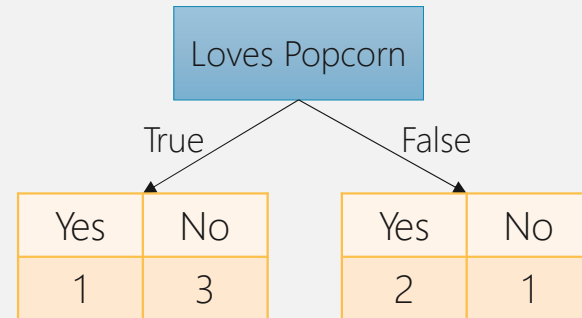 Loves Popcorn
True False
Yes No Yes No
1 3 2 1